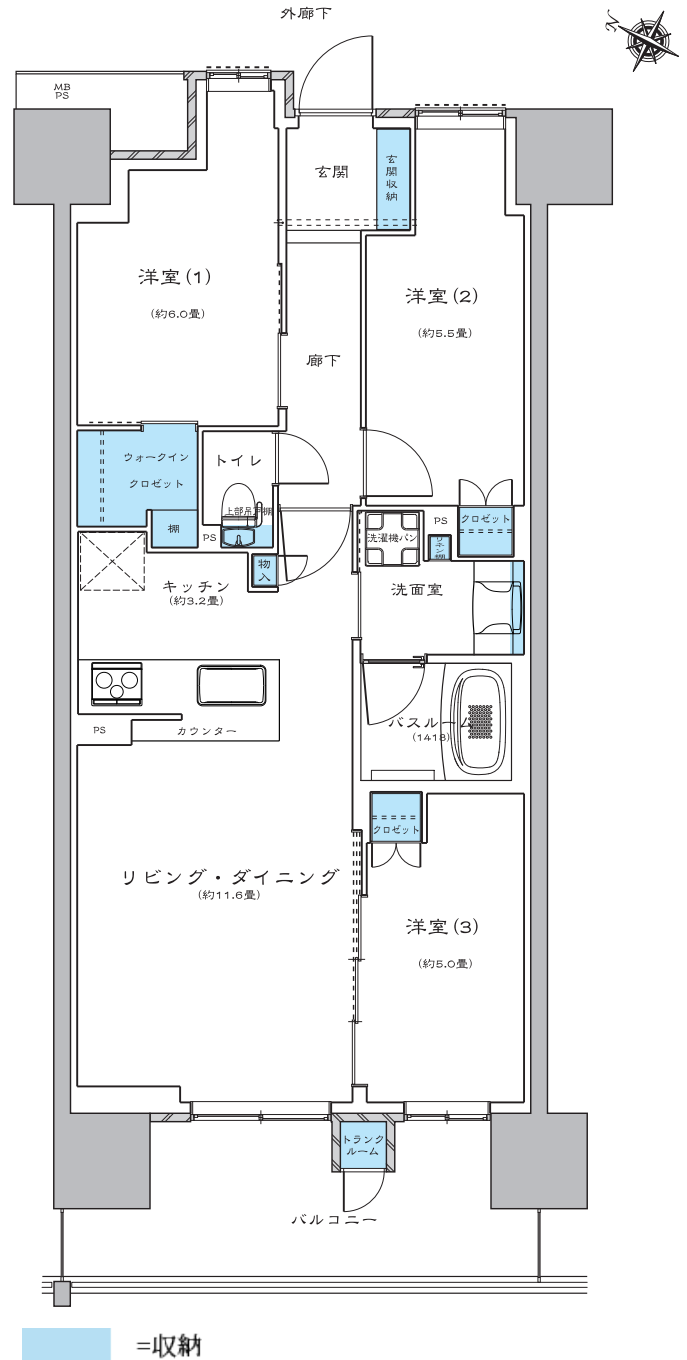 外廊下
N
MB
PS
玄関
玄関収納
洋室(1)
(約6.0畳)
洋室(2)
(約5.5畳)
廊下
ウォークイン
クロゼット
棚
トイレ
上部吊戸棚
PS
物入
洗濯機パン
PS
リネン棚
クロゼット
キッチン
(約3.2畳)
洗面室
PS
カウンター
バスルーム
(1418)
クロゼット
リビング・ダイニング
(約11.6畳)
洋室(3)
(約5.0畳)
トランク
ルーム
バルコニー
=収納